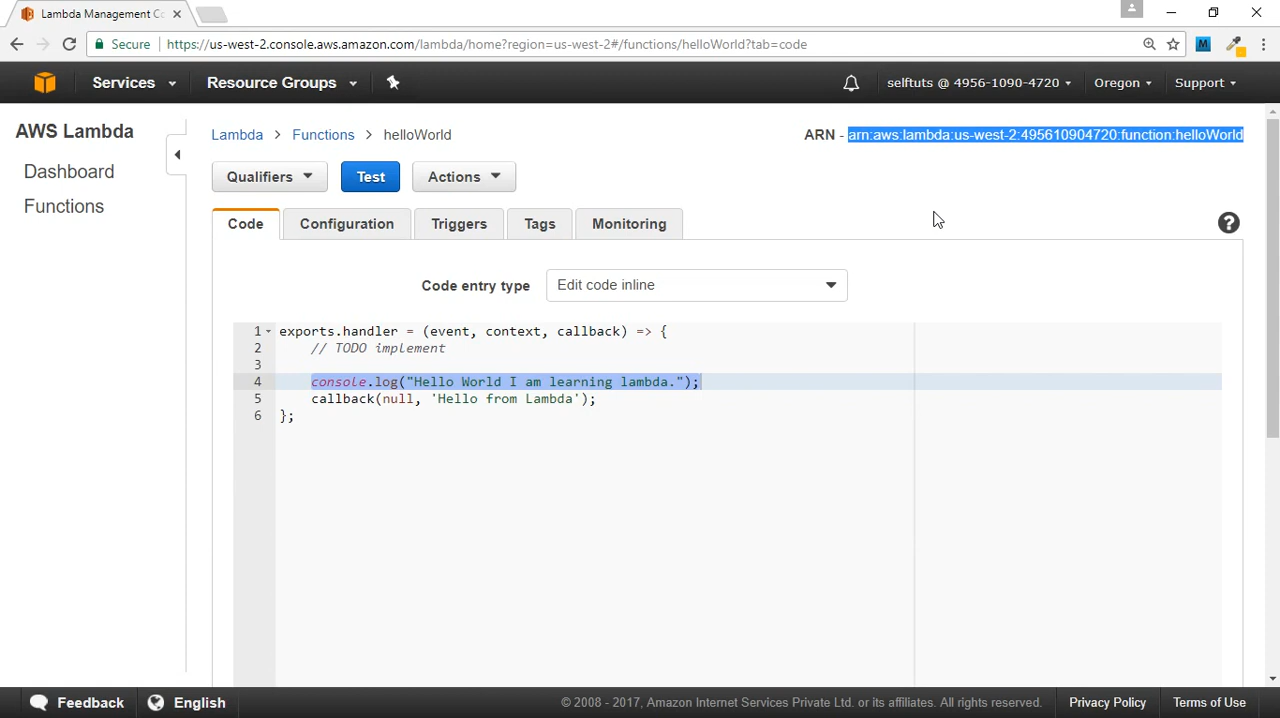 Lambda Management Co
Secure https://us-west-2.console.aws.amazon.com/lambda/home?region=us-west-2#/functions/helloWorld?tab=code
M
Services Resource Groups selftuts @ 4956-1090-4720 Oregon Support
AWS Lambda
Dashboard
Functions
Lambda > Functions > helloWorld ARN - arn:aws:lambda:us-west-2:495610904720:function:helloWorld
Qualifiers Test Actions
Code Configuration Triggers Tags Monitoring ?
Code entry type Edit code inline
1 exports.handler = (event, context, callback) => {
2 // TODO implement
3
4 console.log("Hello World I am learning lambda.");
5 callback(null, 'Hello from Lambda');
6 };
Feedback English © 2008 - 2017, Amazon Internet Services Private Ltd. or its affiliates. All rights reserved. Privacy Policy Terms of Use